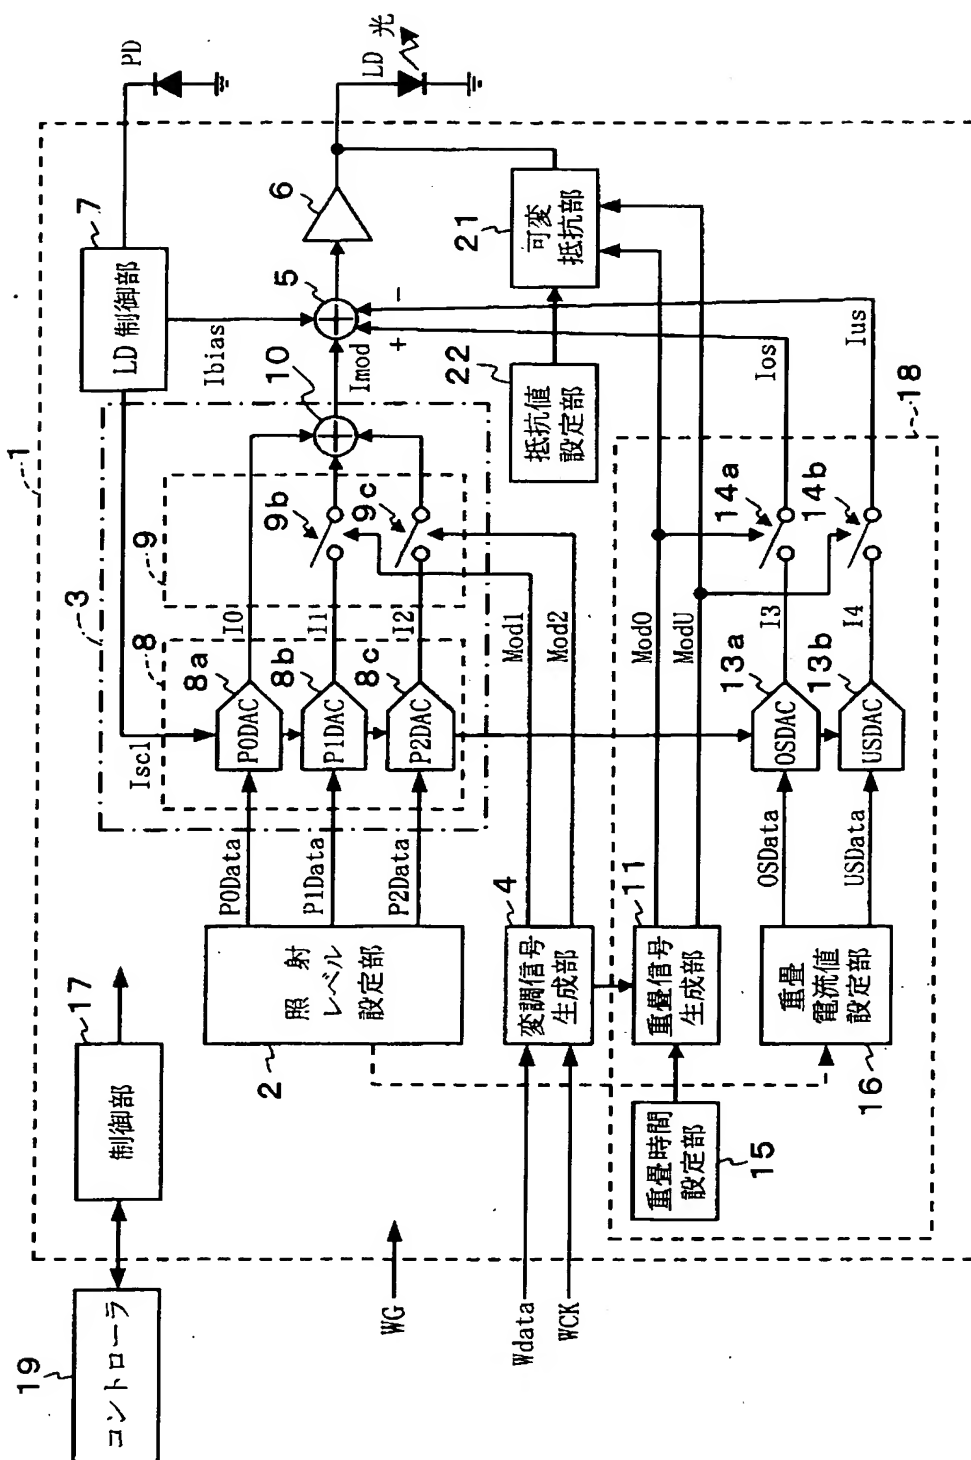 19
コントローラ
17
制御部
1
7
LD 制御部
PD
LD 光
6
5
+
-
Ibias
Imod
10
3
9
9b
9c
8
8a
8b
8c
Iscl
P0DAC
P1DAC
P2DAC
I0
I1
I2
P0Data
P1Data
P2Data
照 射
レベル
設定部
2
WG
Wdata
WCK
4
変調信号
生成部
Mod1
Mod2
21
可変
抵抗部
22
抵抗値
設定部
Ios
Ius
18
11
重畳信号
生成部
ModO
ModU
14a
14b
I3
I4
13a
13b
OSDAC
USDAC
OSData
USData
重畳
電流値
設定部
16
重畳時間
設定部
15